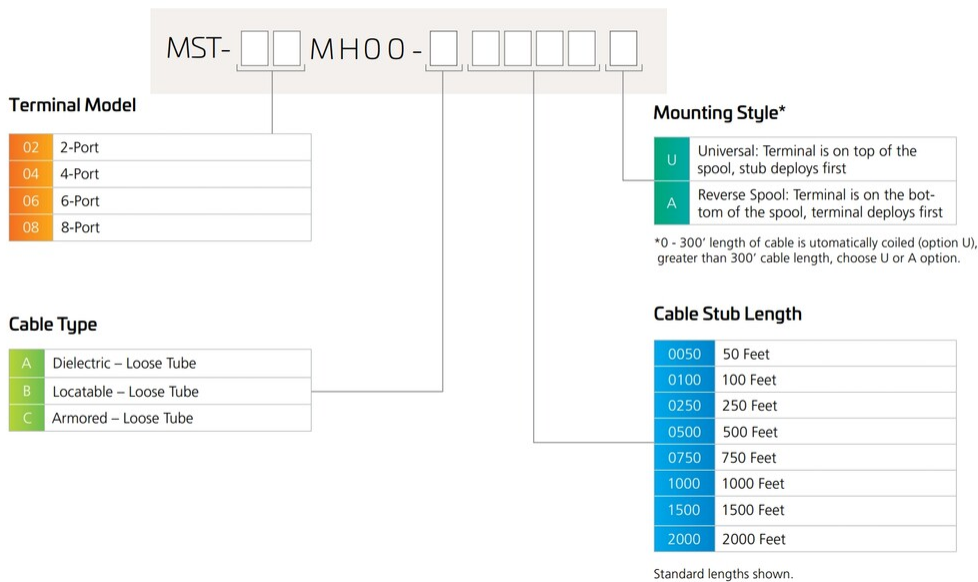 MST- MH00 -
Terminal Model
02 2-Port
04 4-Port
06 6-Port
08 8-Port
Mounting Style*
U Universal: Terminal is on top of the
spool, stub deploys first
A Reverse Spool: Terminal is on the bot-
tom of the spool, terminal deploys first
*0 - 300’ length of cable is utomatically coiled (option U),
greater than 300’ cable length, choose U or A option.
Cable Type
A Dielectric – Loose Tube
B Locatable – Loose Tube
C Armored – Loose Tube
Cable Stub Length
0050 50 Feet
0100 100 Feet
0250 250 Feet
0500 500 Feet
0750 750 Feet
1000 1000 Feet
1500 1500 Feet
2000 2000 Feet
Standard lengths shown.